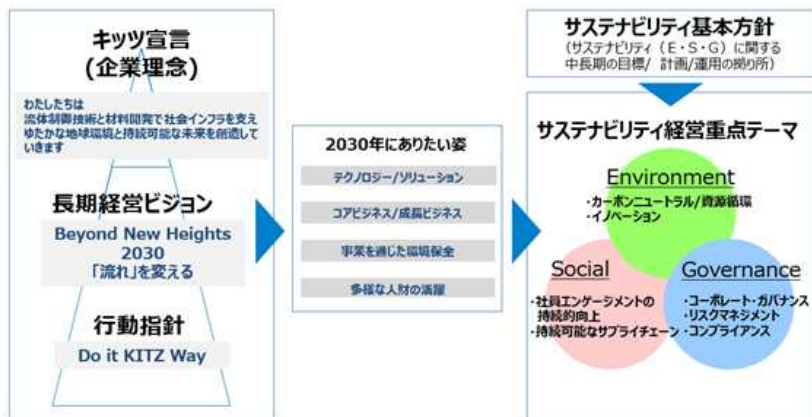 キッツ宣言
(企業理念)
わたしたちは
流体制御技術と材料開発で社会インフラを支え
ゆたかな地球環境と持続可能な未来を創造して
いきます
長期経営ビジョン
Beyond New Heights
2030
「流れ」を変える
行動指針
Do it KITZ Way
2030年にありたい姿
テクノロジー/ソリューション
コアビジネス/成長ビジネス
事業を通じた環境保全
多様な人財の活躍
サステナビリティ基本方針
(サステナビリティ(E・S・G)に関する
中長期の目標/ 計画/運用の拠り所)
サステナビリティ経営重点テーマ
Environment
・カーボンニュートラル/資源循環
・イノベーション
Social
・社員エンゲージメントの
持続的向上
・持続可能なサプライチェーン
Governance
・コーポレート・ガバナンス
・リスクマネジメント
・コンプライアンス